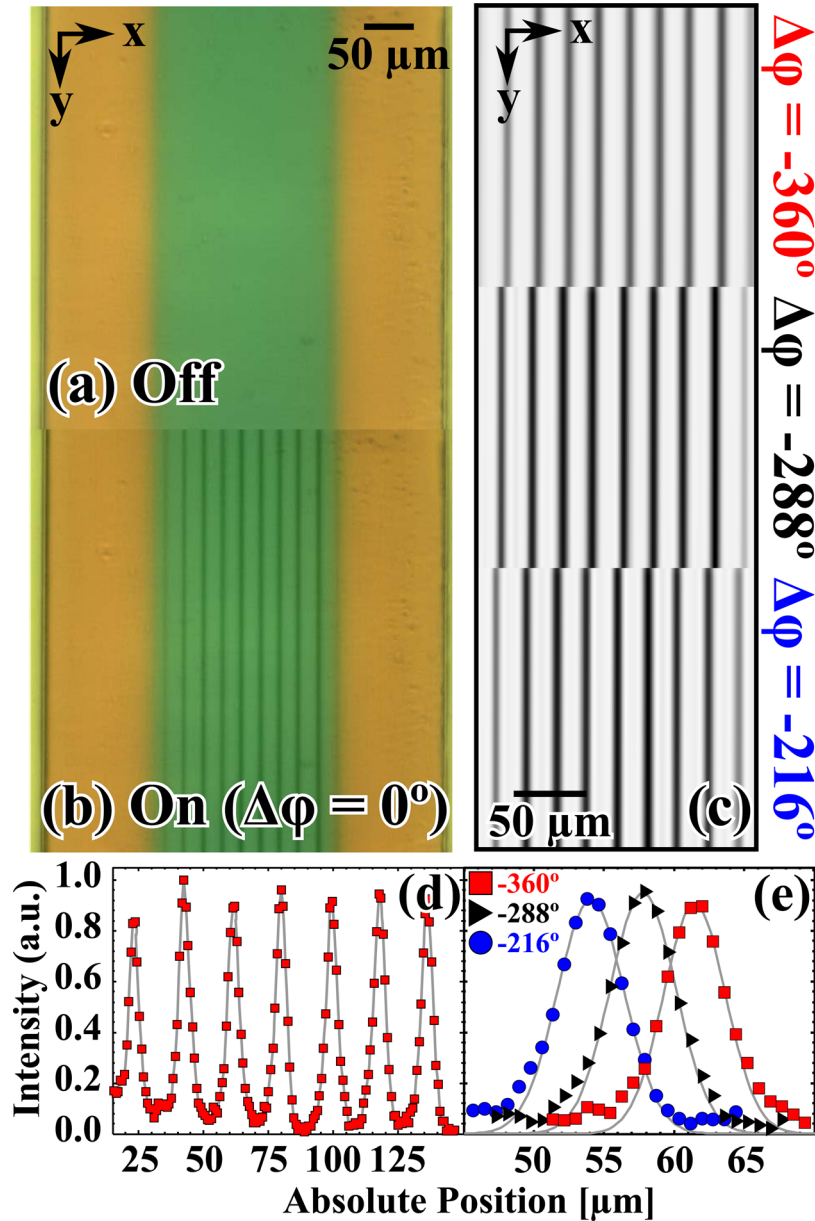 x
y
50 µm
(a) Off
(b) On (Δφ = 0º)
x
y
50 µm
(c)
Δφ = -360º
Δφ = -288º
Δφ = -216º
(d)
1.0
0.8
0.6
0.4
0.2
0.0
Intensity (a.u.)
25 50 75 100 125
(e)
-360º
-288º
-216º
50 55 60 65
Absolute Position [µm]